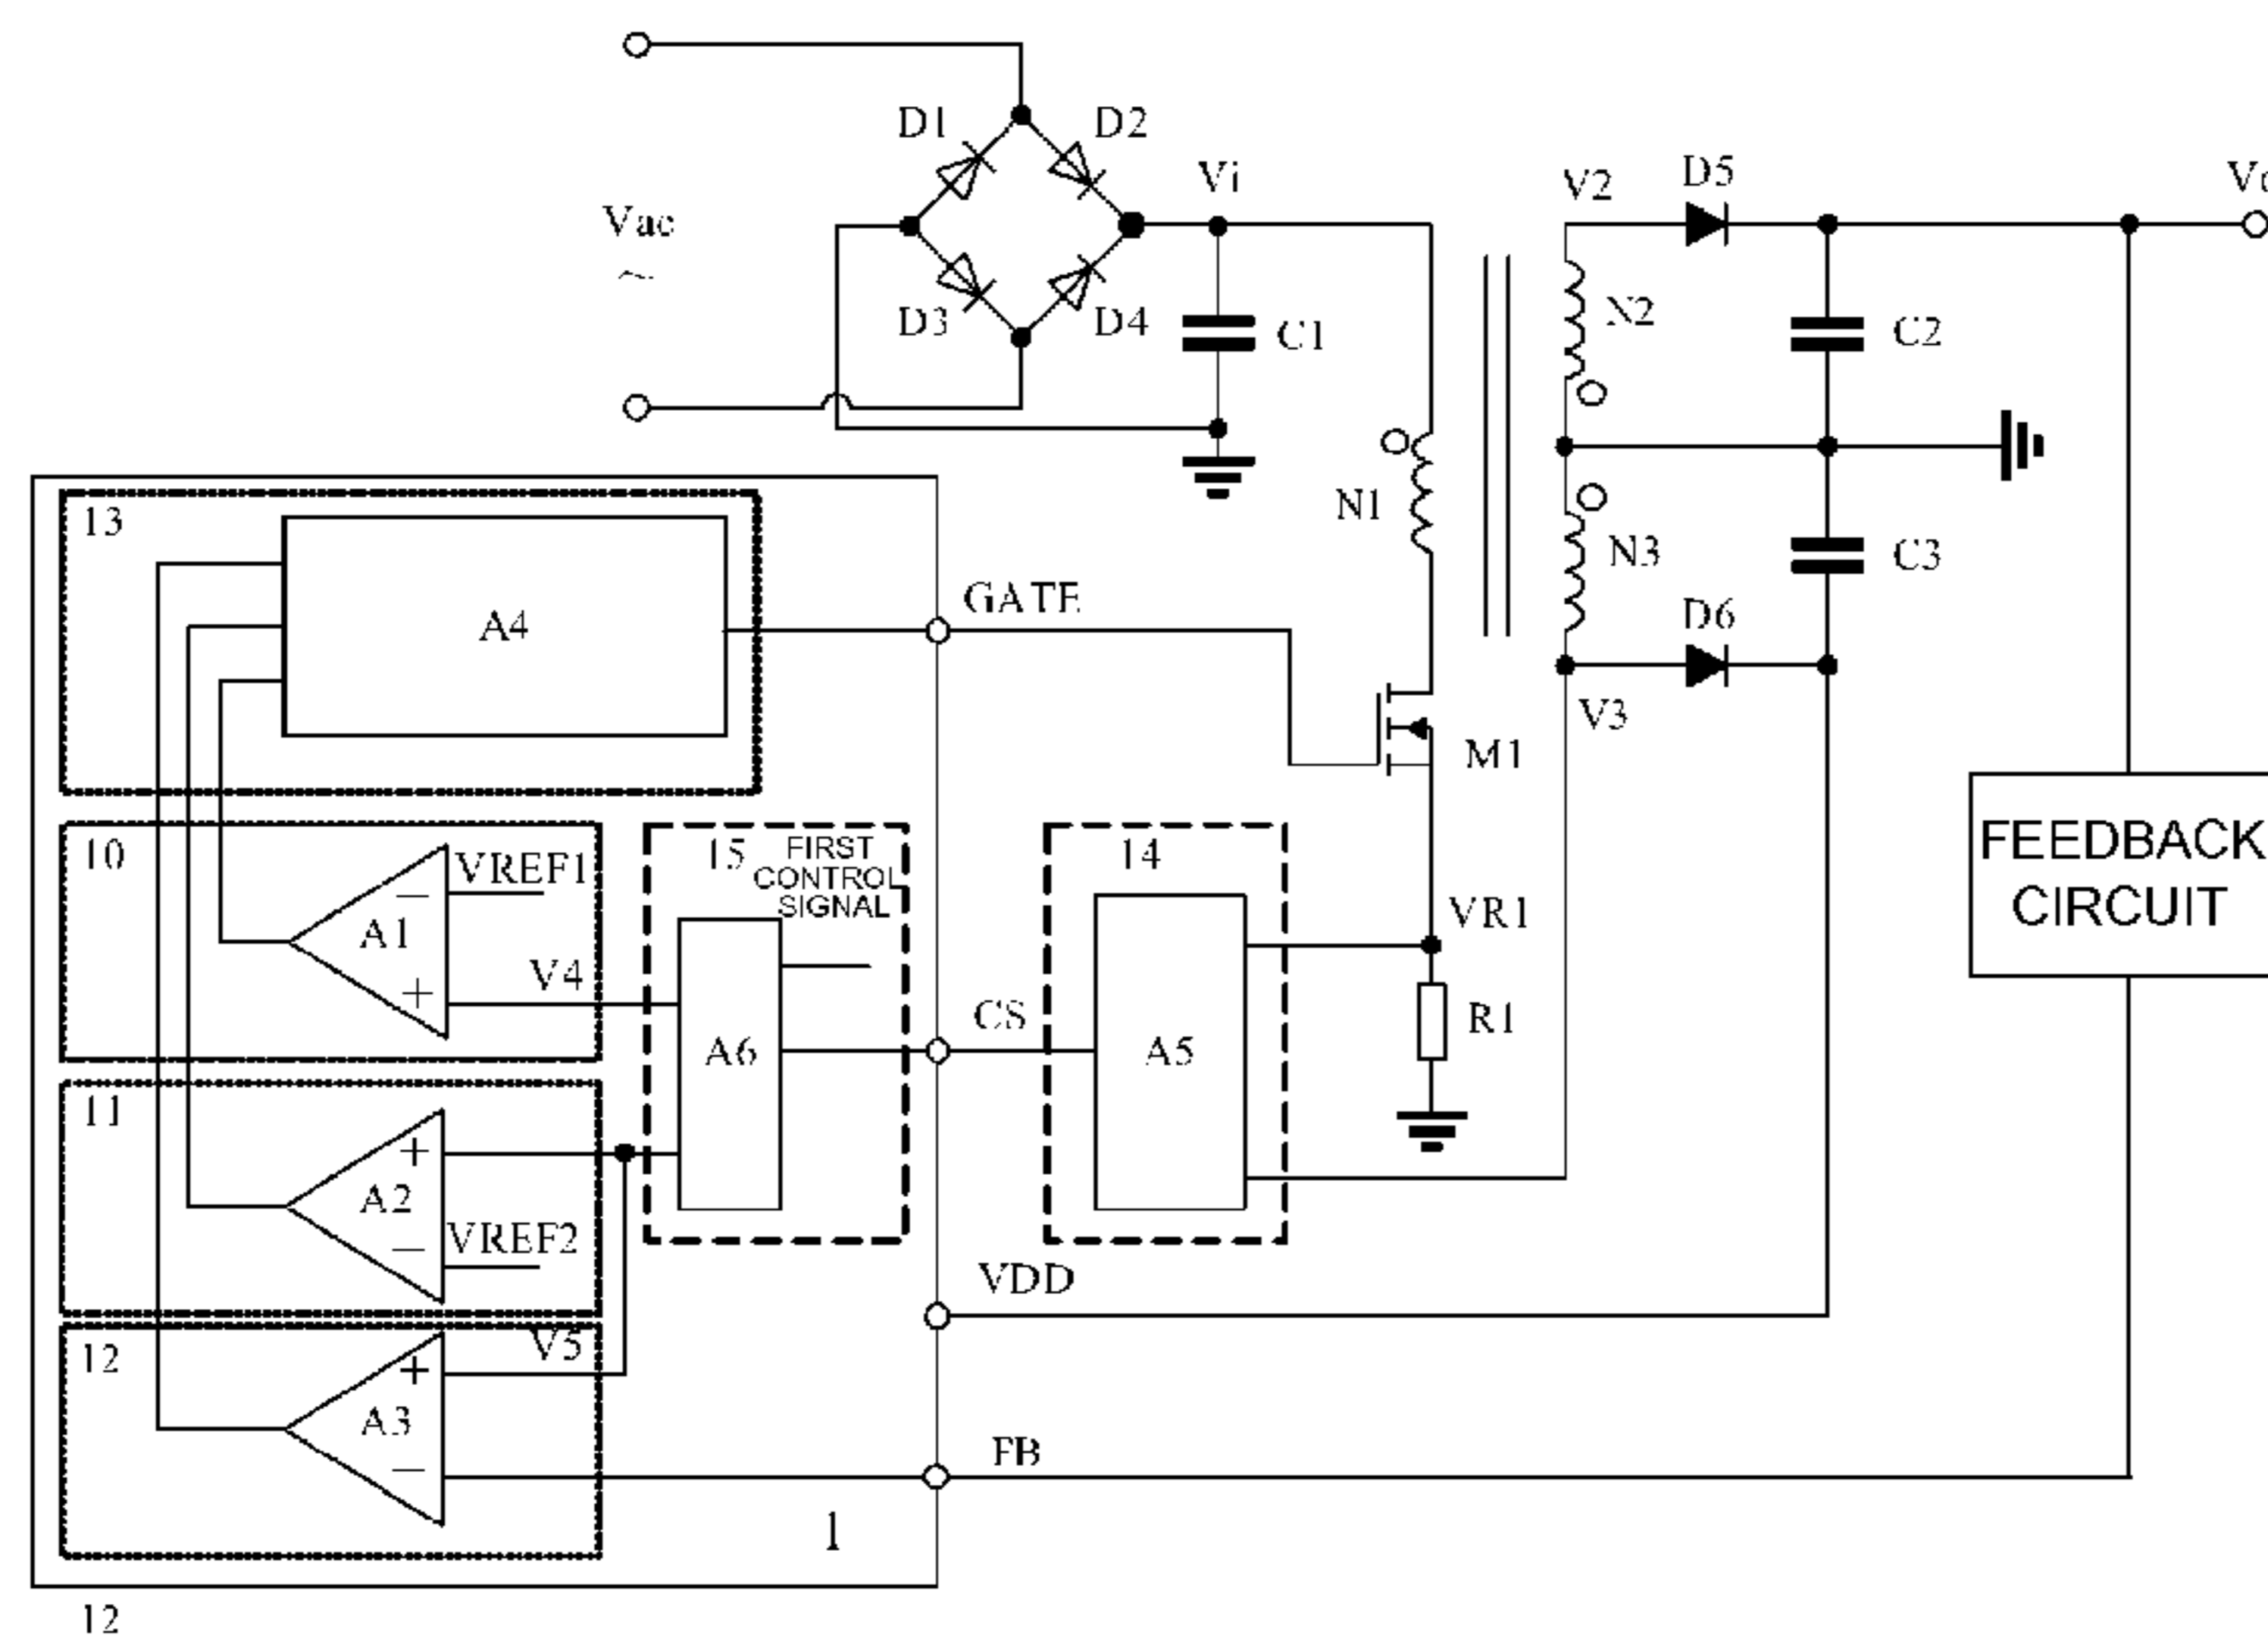 D1
D2
Vac
~
Vi
V2
D5
D3
D4
C1
N2
C2
N1
N3
C3
D6
V3
M1
13
A4
GATE
10
VREF1
A1
V4
15
FIRST
CONTROL
SIGNAL
A6
CS
14
A5
VR1
R1
FEEDBACK
CIRCUIT
11
A2
VREF2
VDD
12
V5
A3
FB
1
12